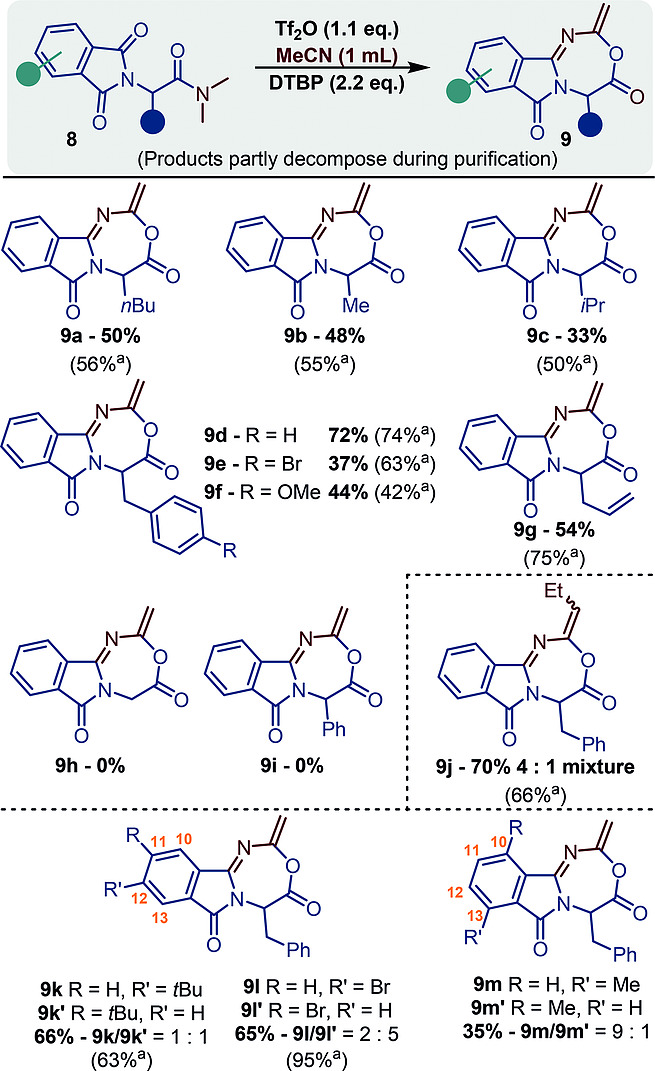 Tf₂O (1.1 eq.)
MeCN (1 mL)
DTBP (2.2 eq.)
O
N
O
O
N
8
N
O
O
N
O
9
(Products partly decompose during purification)
N
O
N
O
O
nBu
9a - 50%
(56%ᵃ)
N
O
N
O
O
Me
9b - 48%
(55%ᵃ)
N
O
N
O
O
iPr
9c - 33%
(50%ᵃ)
N
O
N
O
O
R
9d - R = H 72% (74%ᵃ)
9e - R = Br 37% (63%ᵃ)
9f - R = OMe 44% (42%ᵃ)
N
O
N
O
O
9g - 54%
(75%ᵃ)
N
O
N
O
O
9h - 0%
N
O
N
O
O
Ph
9i - 0%
Et
N
O
N
O
O
Ph
9j - 70% 4 : 1 mixture
(66%ᵃ)
R
11
10
R'
12
13
N
O
N
O
O
Ph
9k R = H, R' = tBu
9k' R = tBu, R' = H
66% - 9k/9k' = 1 : 1
(63%ᵃ)
9l R = H, R' = Br
9l' R = Br, R' = H
65% - 9l/9l' = 2 : 5
(95%ᵃ)
R
10
11
12
13
R'
N
O
N
O
O
Ph
9m R = H, R' = Me
9m' R = Me, R' = H
35% - 9m/9m' = 9 : 1